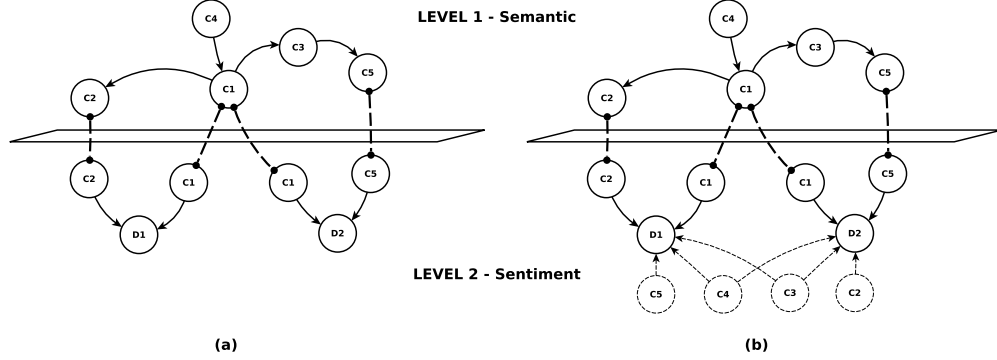 LEVEL 1 - Semantic
C4
C3
C5
C1
C2
C2
C1
C1
C5
D1
D2
C4
C3
C5
C1
C2
C2
C1
C1
C5
D1
D2
LEVEL 2 - Sentiment
C5
C4
C3
C2
(a)
(b)